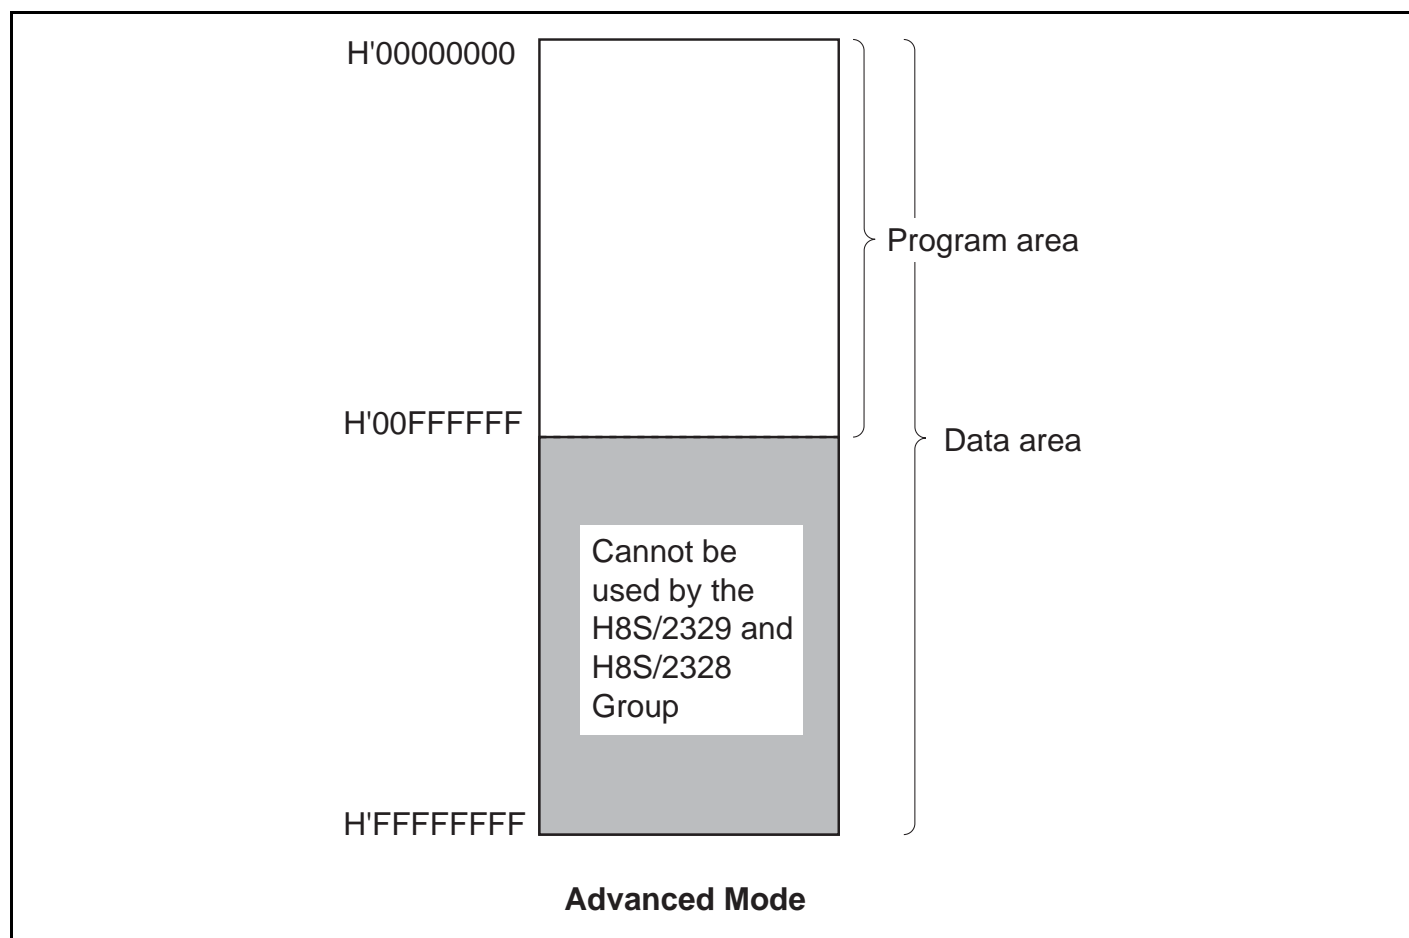 H'00000000
Program area
H'00FFFFFF
Data area
Cannot be
used by the
H8S/2329 and
H8S/2328
Group
H'FFFFFFFF
Advanced Mode